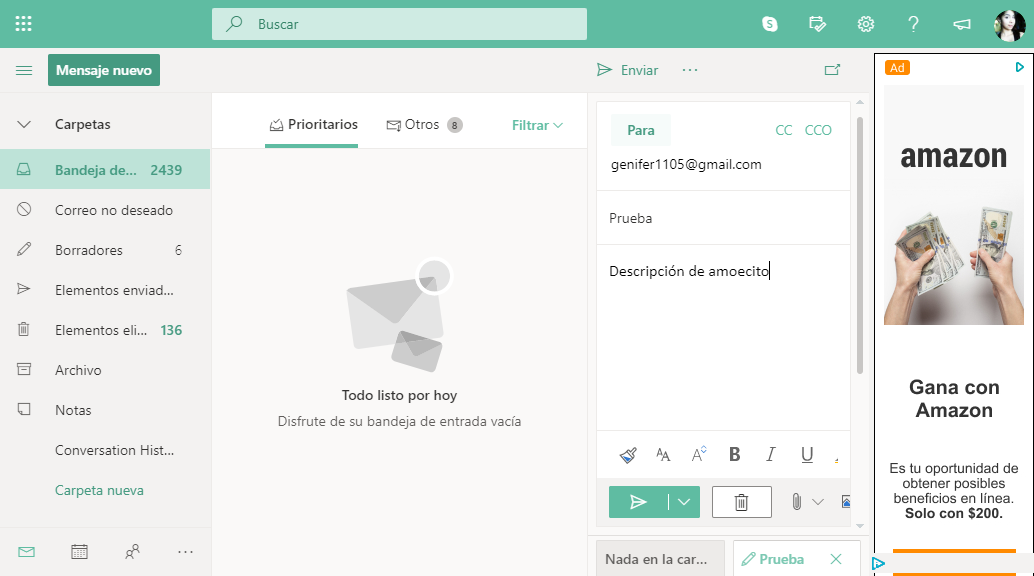 Buscar
Mensaje nuevo
Enviar
Carpetas
Bandeja de... 2439
Correo no deseado
Borradores 6
Elementos enviad...
Elementos eli... 136
Archivo
Notas
Conversation Hist...
Carpeta nueva
Prioritarios
Otros 8
Filtrar
Todo listo por hoy
Disfrute de su bandeja de entrada vacía
Para
CC CCO
genifer1105@gmail.com
Prueba
Descripción de amoecito
B I U
Nada en la car...
Prueba
Ad
amazon
Gana con
Amazon
Es tu oportunidad de
obtener posibles
beneficios en línea.
Solo con $200.